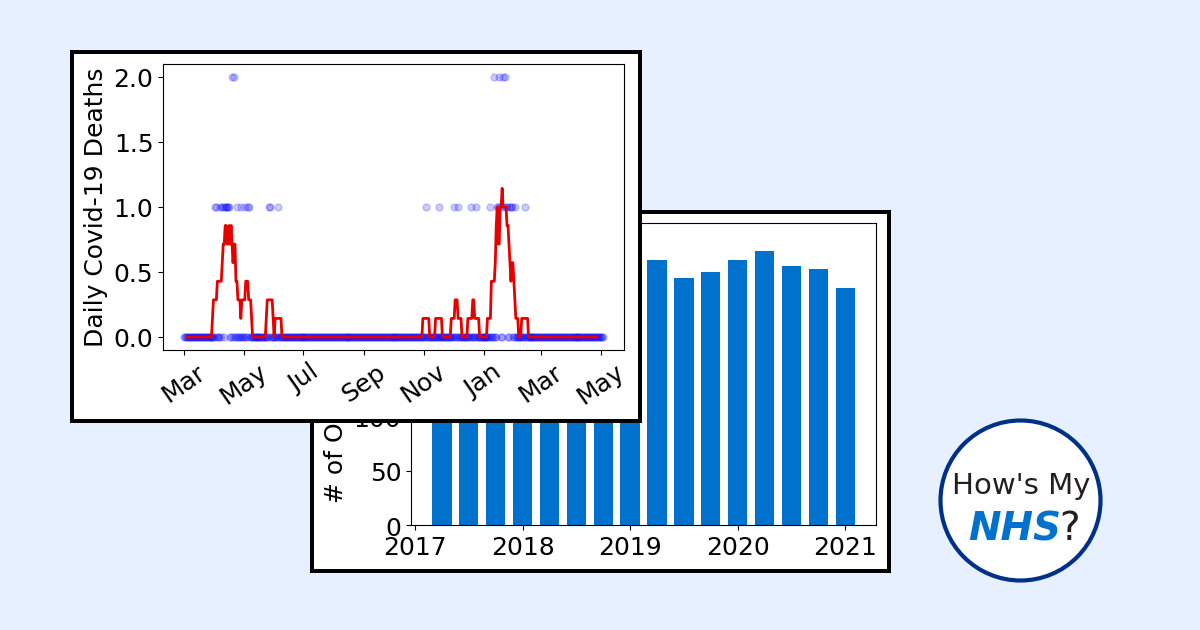 Daily Covid-19 Deaths
2.0
1.5
1.0
0.5
0.0
Mar May Jul Sep Nov Jan Mar May
# of O
50
0
2017 2018 2019 2020 2021
How's My
NHS?